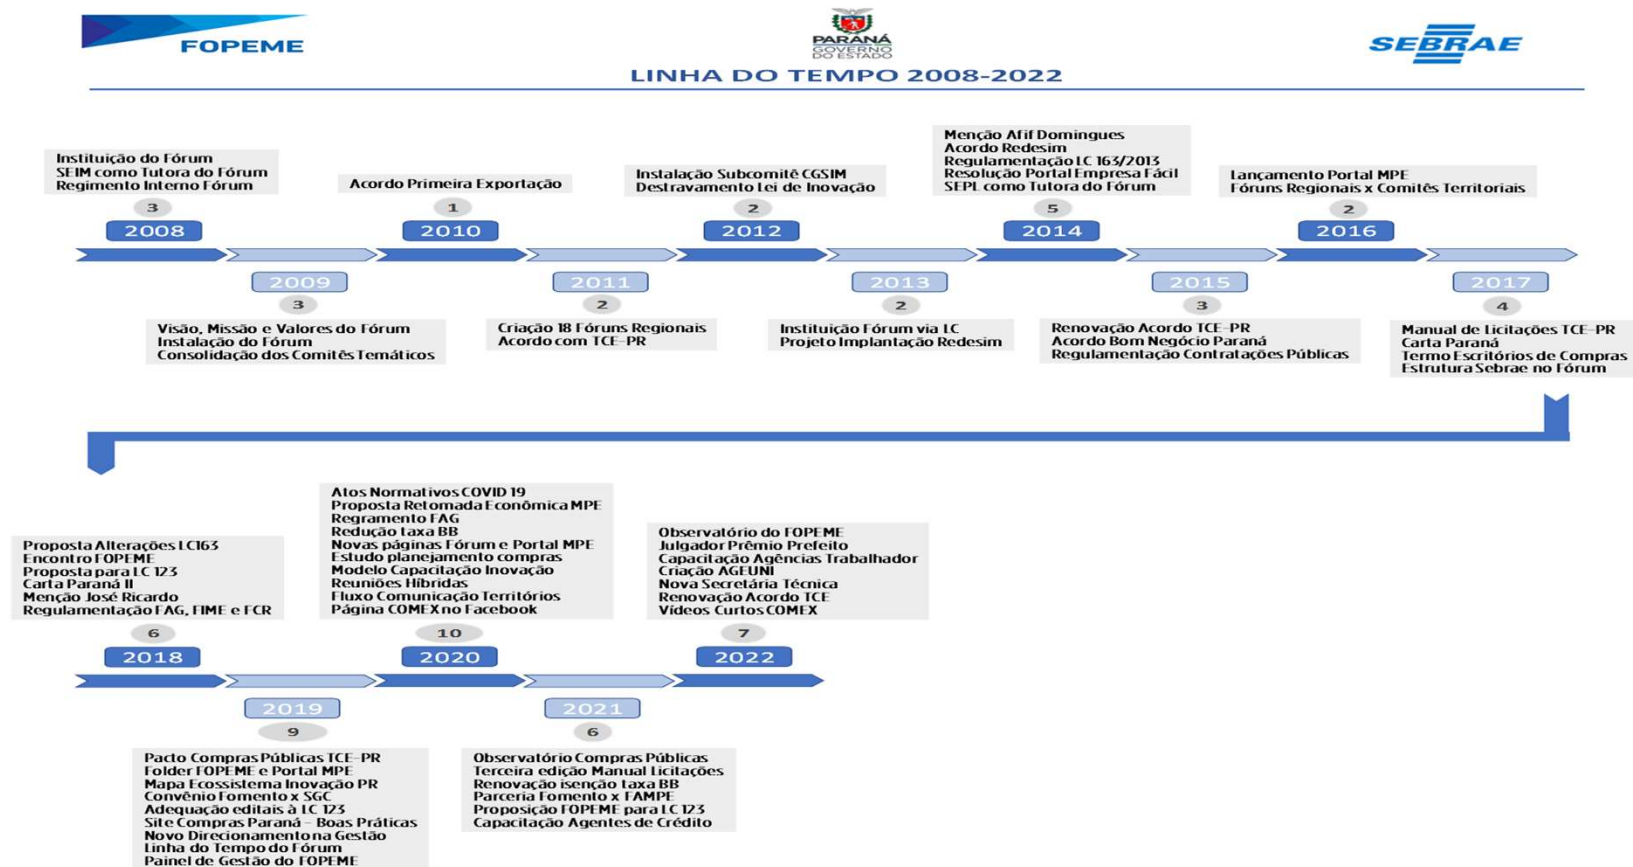 FOPEME
PARANÁ
GOVERNO
DO ESTADO
SEBRAE
LINHA DO TEMPO 2008-2022
Instituição do Fórum
SEIM como Tutora do Fórum
Regimento Interno Fórum
3
2008
Acordo Primeira Exportação
1
2010
Instalação Subcomitê CGSIM
Destravamento Lei de Inovação
2
2012
Menção Afif Domingues
Acordo Redesim
Regulamentação LC 163/2013
Resolução Portal Empresa Fácil
SEPL como Tutora do Fórum
5
2014
Lançamento Portal MPE
Fóruns Regionais x Comitês Territoriais
2
2016
2009
3
Visão, Missão e Valores do Fórum
Instalação do Fórum
Consolidação dos Comitês Temáticos
2011
2
Criação 18 Fóruns Regionais
Acordo com TCE-PR
2013
2
Instituição Fórum via LC
Projeto Implantação Redesim
2015
3
Renovação Acordo TCE-PR
Acordo Bom Negócio Paraná
Regulamentação Contratações Públicas
2017
4
Manual de Licitações TCE-PR
Carta Paraná
Termo Escritórios de Compras
Estrutura Sebrae no Fórum
Proposta Alterações LC163
Encontro FOPEME
Proposta para LC 123
Carta Paraná II
Menção José Ricardo
Regulamentação FAG, FIME e FCR
6
2018
Atos Normativos COVID 19
Proposta Retomada Econômica MPE
Regramento FAG
Redução taxa BB
Novas páginas Fórum e Portal MPE
Estudo planejamento compras
Modelo Capacitação Inovação
Reuniões Híbridas
Fluxo Comunicação Territórios
Página COMEX no Facebook
10
2020
Observatório do FOPEME
Julgador Prêmio Prefeito
Capacitação Agências Trabalhador
Criação AGEUNI
Nova Secretária Técnica
Renovação Acordo TCE
Vídeos Curtos COMEX
7
2022
2019
9
Pacto Compras Públicas TCE-PR
Folder FOPEME e Portal MPE
Mapa Ecossistema Inovação PR
Convênio Fomento x SGC
Adequação editais à LC 123
Site Compras Paraná - Boas Práticas
Novo Direcionamento na Gestão
Linha do Tempo do Fórum
Painel de Gestão do FOPEME
2021
6
Observatório Compras Públicas
Terceira edição Manual Licitações
Renovação isenção taxa BB
Parceria Fomento x FAMPE
Proposição FOPEME para LC 123
Capacitação Agentes de Crédito